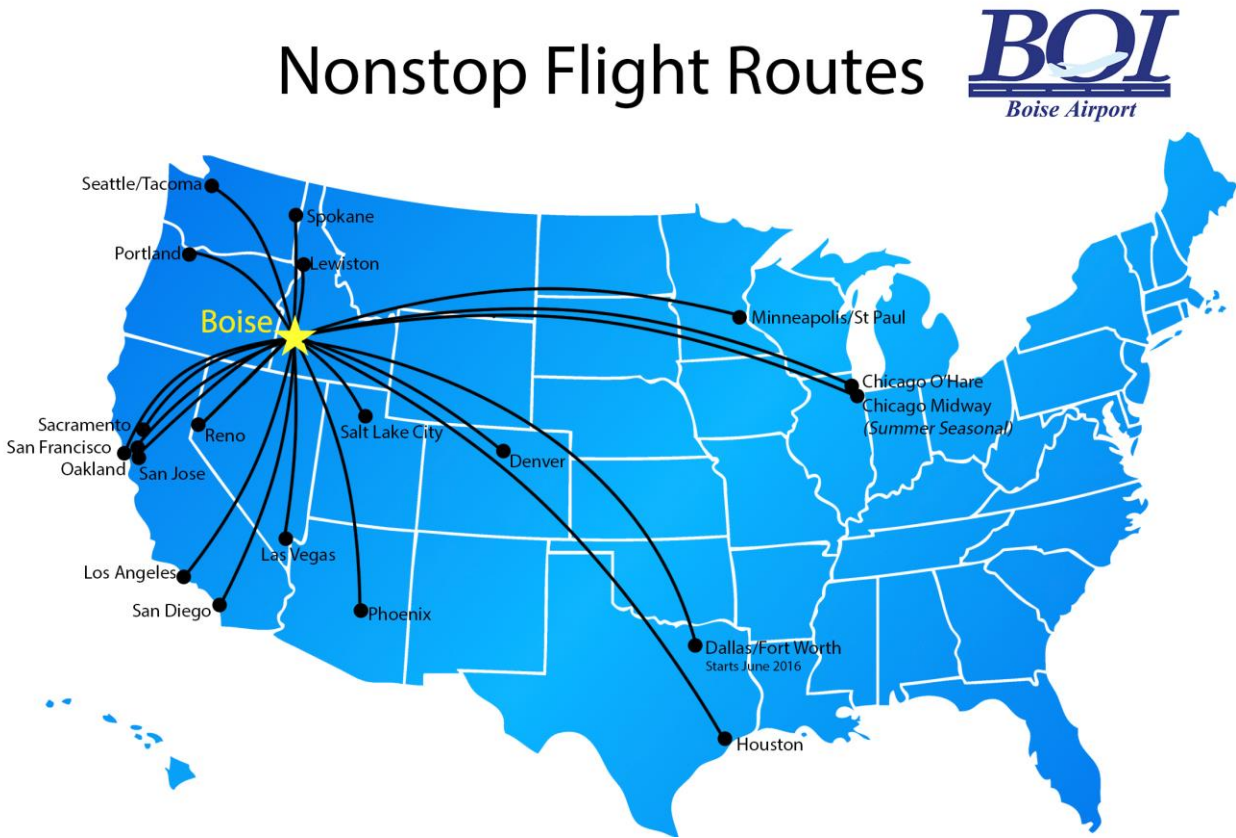 Nonstop Flight Routes
BOI
Boise Airport
Seattle/Tacoma
Spokane
Portland
Lewiston
Boise
Minneapolis/St Paul
Chicago O'Hare
Chicago Midway
(Summer Seasonal)
Sacramento
San Francisco
Oakland
San Jose
Reno
Salt Lake City
Denver
Las Vegas
Los Angeles
San Diego
Phoenix
Dallas/Fort Worth
Starts June 2016
Houston